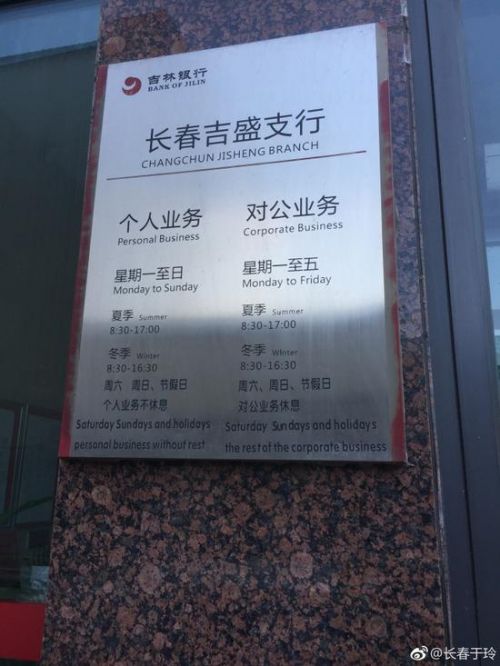 吉林银行
BANK OF JILIN
长春吉盛支行
CHANGCHUN JISHENG BRANCH
个人业务
Personal Business
星期一至日
Monday to Sunday
夏季 Summer
8:30-17:00
冬季 Winter
8:30-16:30
周六 周日、节假日
个人业务不休息
Saturday Sundays and holidays
personal business without rest
对公业务
Corporate Business
星期一至五
Monday to Friday
夏季 Summer
8:30-17:00
冬季 Winter
8:30-16:30
周六、周日、节假日
对公业务休息
Saturday Sundays and holidays
the rest of the corporate business
@长春于玲